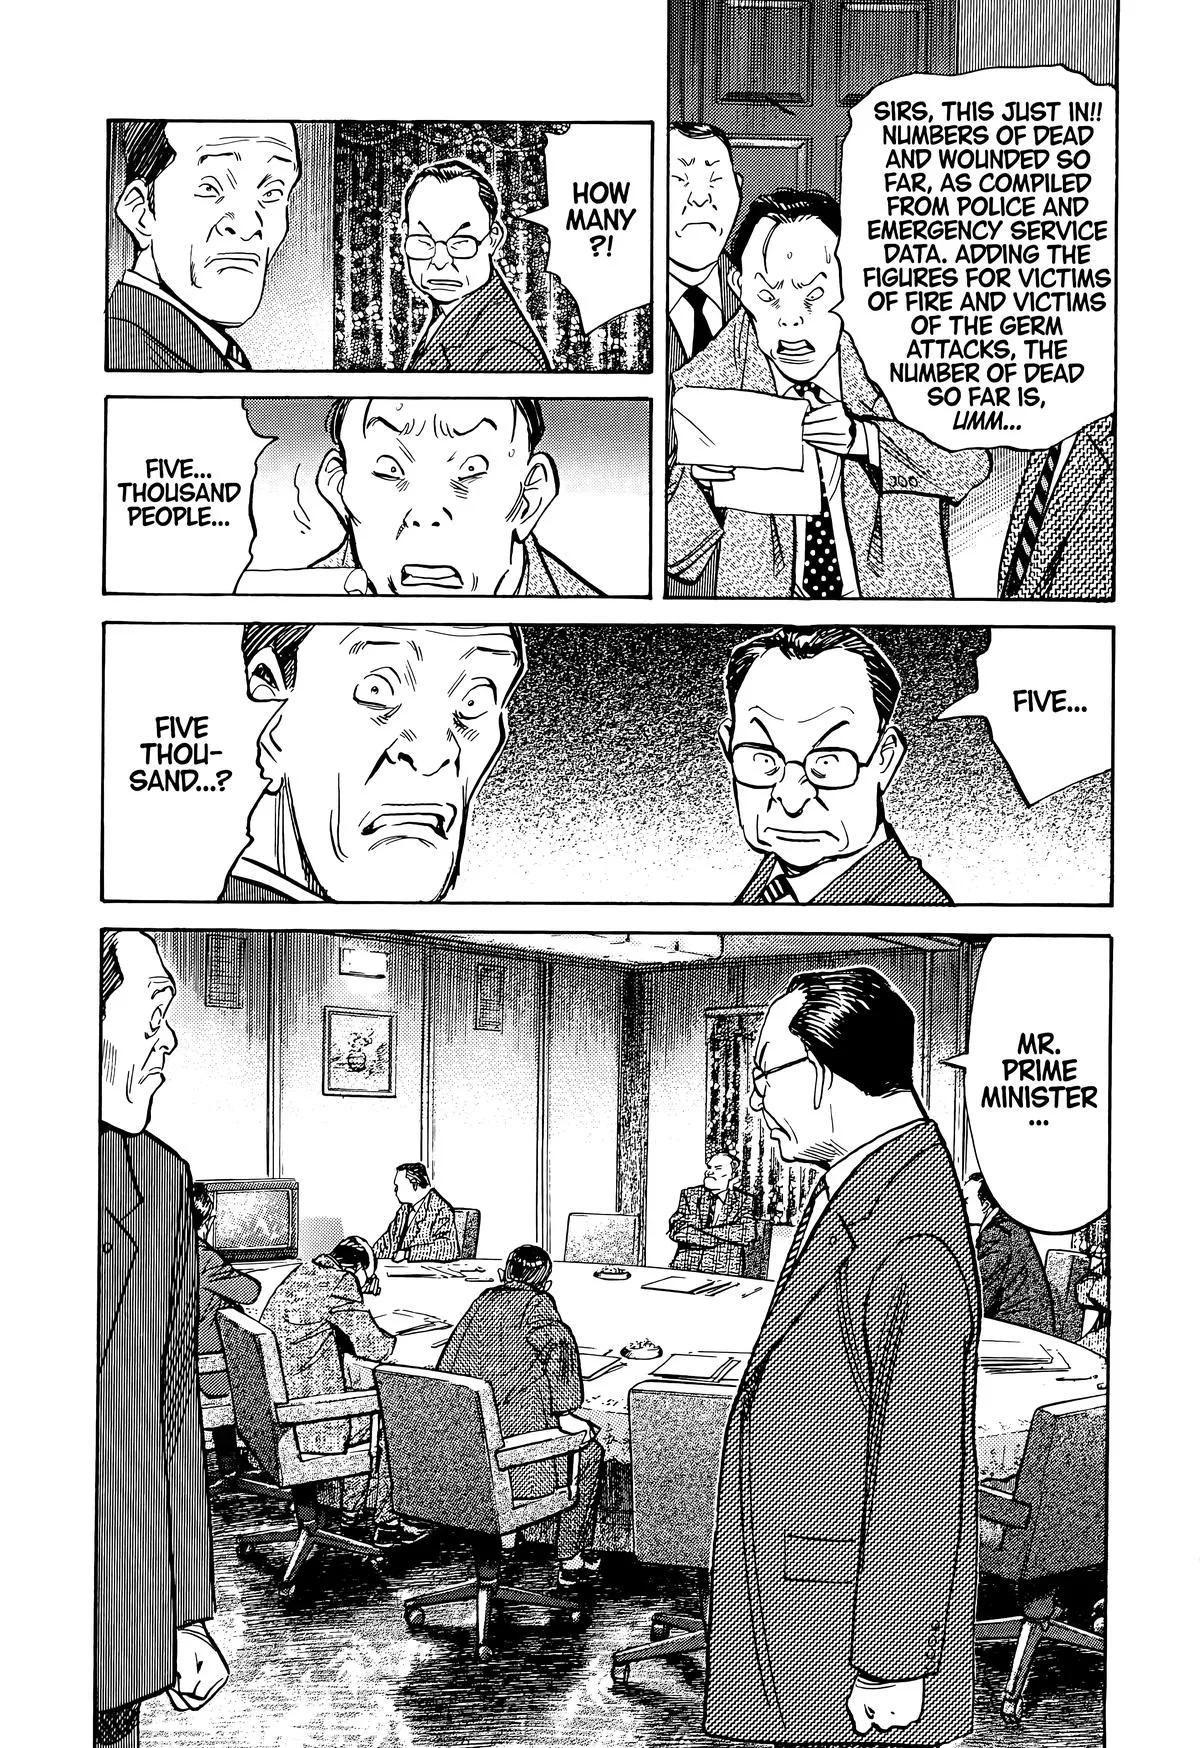 SIRS, THIS JUST IN!!
NUMBERS OF DEAD
AND WOUNDED SO
FAR, AS COMPILED
FROM POLICE AND
EMERGENCY SERVICE
DATA. ADDING THE
FIGURES FOR VICTIMS
OF FIRE AND VICTIMS
OF THE GERM
ATTACKS, THE
NUMBER OF DEAD
SO FAR IS,
UMM...
HOW
MANY
?!
FIVE...
THOUSAND
PEOPLE...
FIVE...
FIVE
THOU-
SAND...?
MR.
PRIME
MINISTER
...